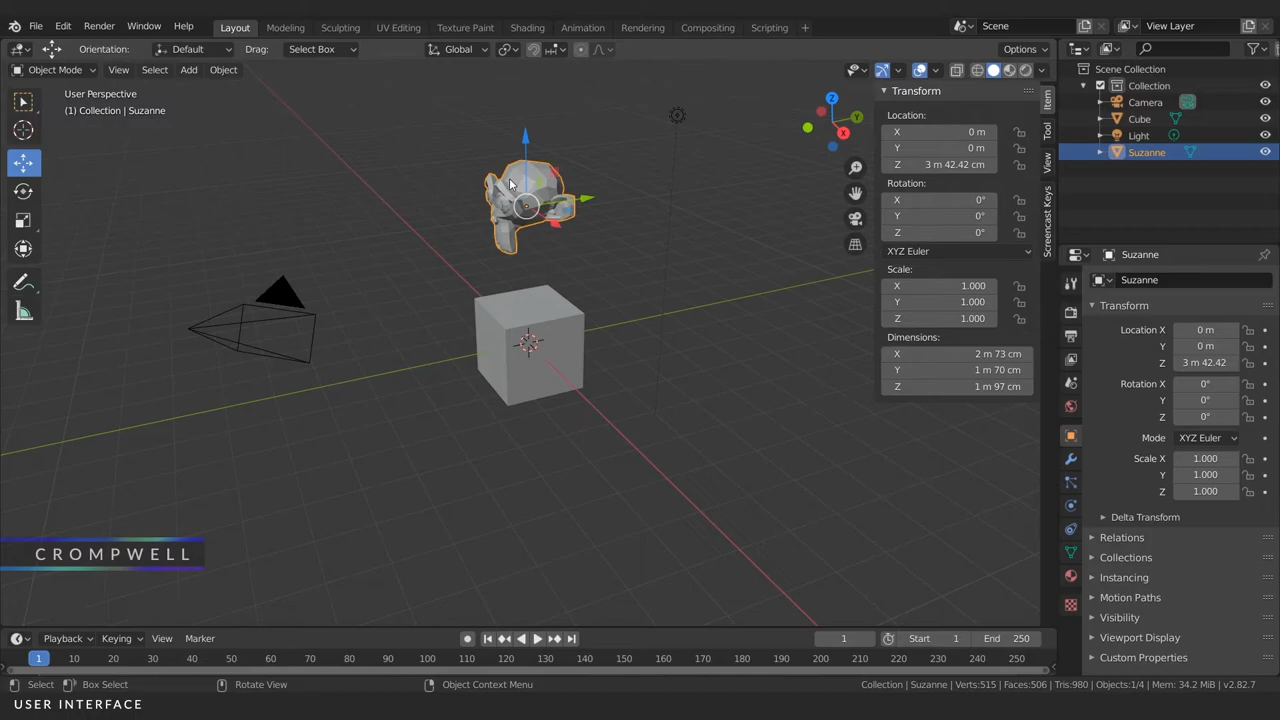 File Edit Render Window Help Layout Modeling Sculpting UV Editing Texture Paint Shading Animation Rendering Compositing Scripting + Scene View Layer
Orientation: Default Drag: Select Box Global Options
Object Mode View Select Add Object
User Perspective
(1) Collection | Suzanne
Z
Y
X
Transform
Location:
X 0 m
Y 0 m
Z 3 m 42.42 cm
Rotation:
X 0°
Y 0°
Z 0°
XYZ Euler
Scale:
X 1.000
Y 1.000
Z 1.000
Dimensions:
X 2 m 73 cm
Y 1 m 70 cm
Z 1 m 97 cm
Item
Tool
View
Screencast Keys
Scene Collection
Collection
Camera
Cube
Light
Suzanne
Suzanne
Suzanne
Transform
Location X 0 m
Y 0 m
Z 3 m 42.42
Rotation X 0°
Y 0°
Z 0°
Mode XYZ Euler
Scale X 1.000
Y 1.000
Z 1.000
Delta Transform
Relations
Collections
Instancing
Motion Paths
Visibility
Viewport Display
Custom Properties
CROMPWELL
Playback Keying View Marker 1 Start 1 End 250
1 10 20 30 40 50 60 70 80 90 100 110 120 130 140 150 160 170 180 190 200 210 220 230 240 250
Select Box Select Rotate View Object Context Menu Collection | Suzanne | Verts:515 | Faces:506 | Tris:980 | Objects:1/4 | Mem: 34.2 MiB | v2.82.7
USER INTERFACE